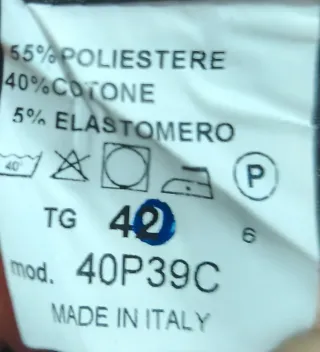 55% POLIESTERE
40% COTONE
5% ELASTOMERO
40° P
TG 42 6
mod. 40P39C
MADE IN ITALY